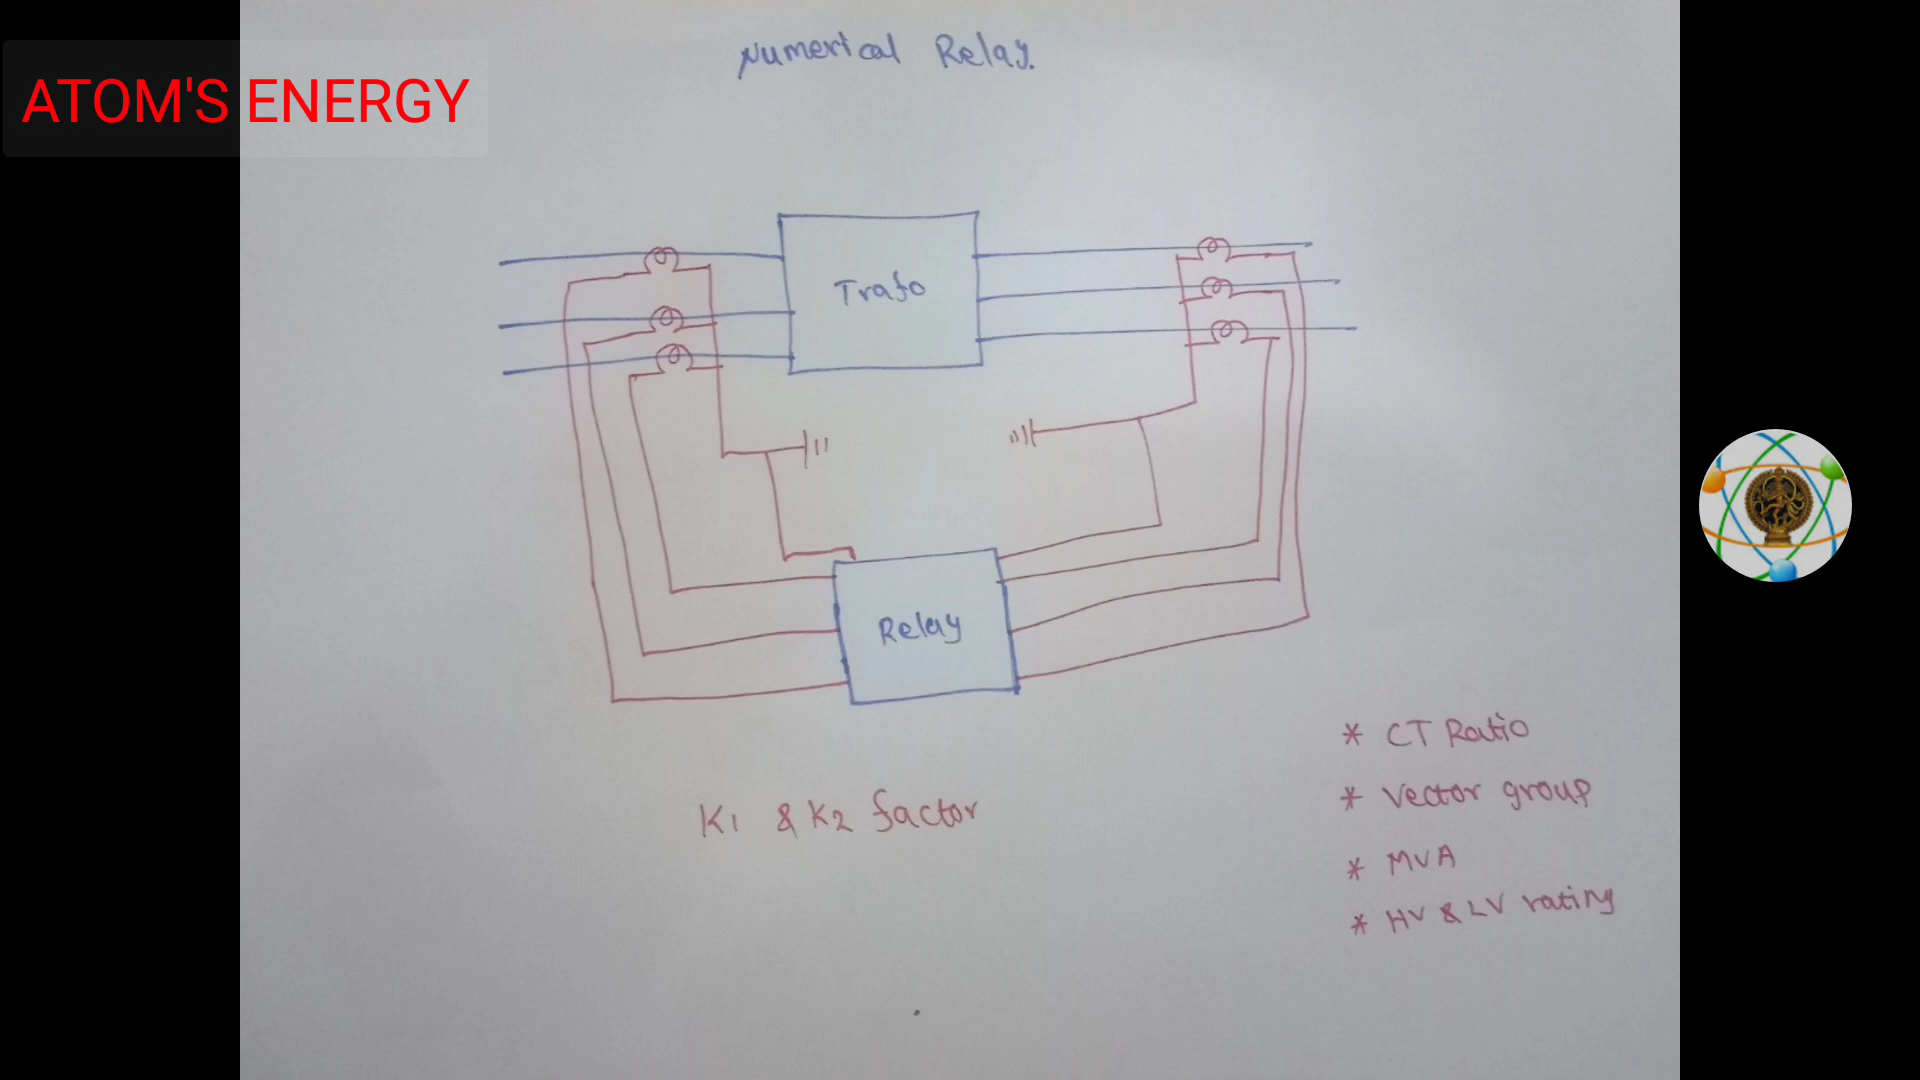 Numerical Relay.
ATOM'S ENERGY
Trafo
Relay
* CT Ratio
* Vector group
K1 & K2 factor
* MVA
* HV & LV rating